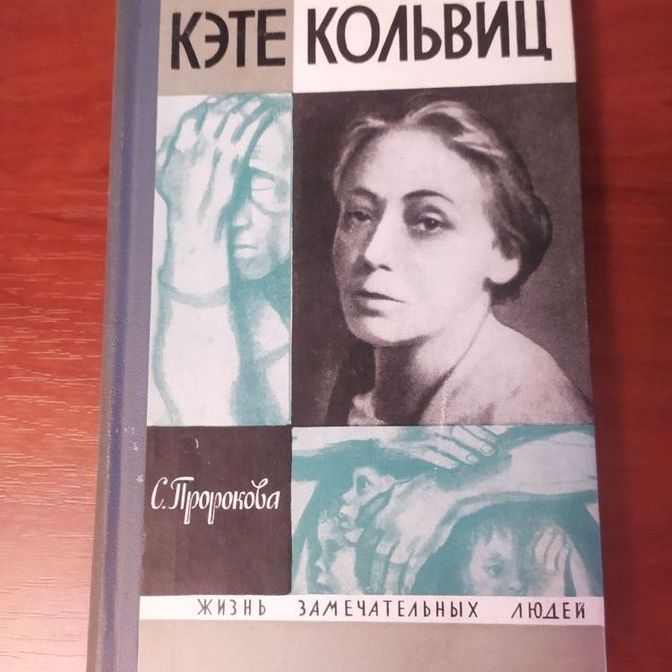 КЭТЕ КОЛЬВИЦ
С. Пророкова
ЖИЗНЬ ЗАМЕЧАТЕЛЬНЫХ ЛЮДЕЙ